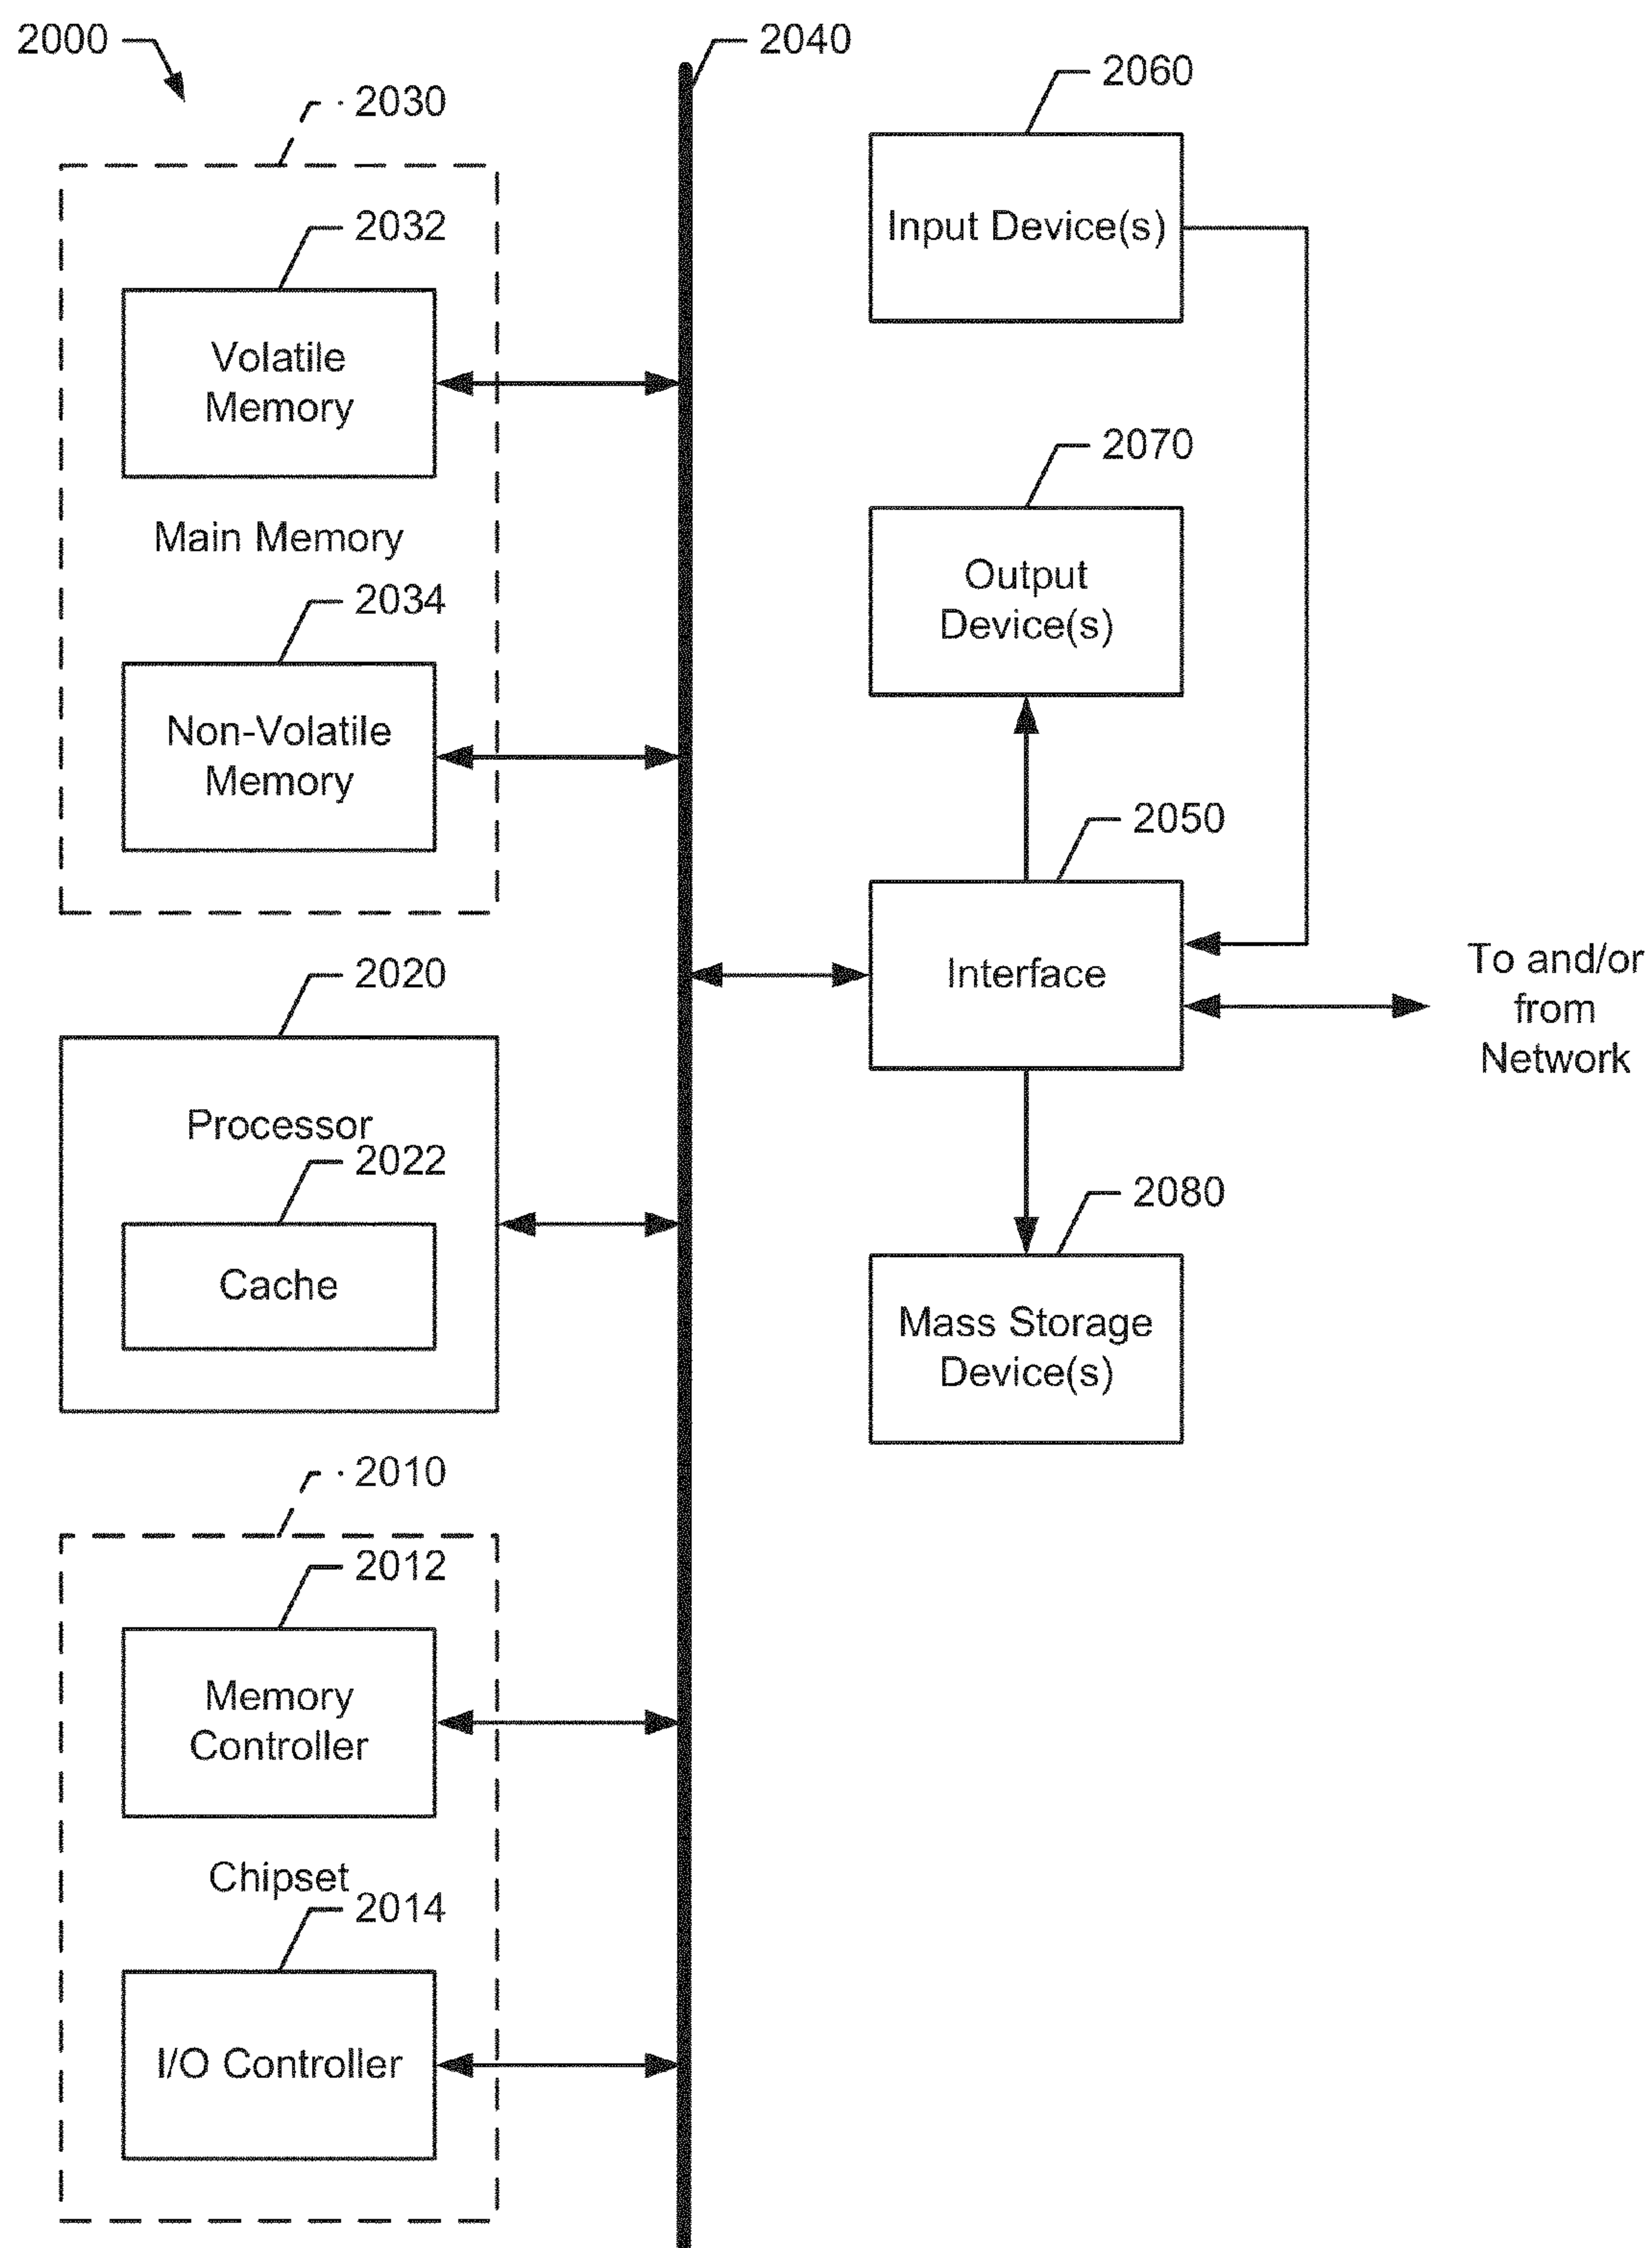 2000
2040
2030
2060
2032
Input Device(s)
Volatile
Memory
2070
Main Memory
Output
Device(s)
2034
Non-Volatile
Memory
2050
2020
Interface
To and/or
from
Network
Processor
2022
2080
Cache
Mass Storage
Device(s)
2010
2012
Memory
Controller
Chipset
2014
I/O Controller